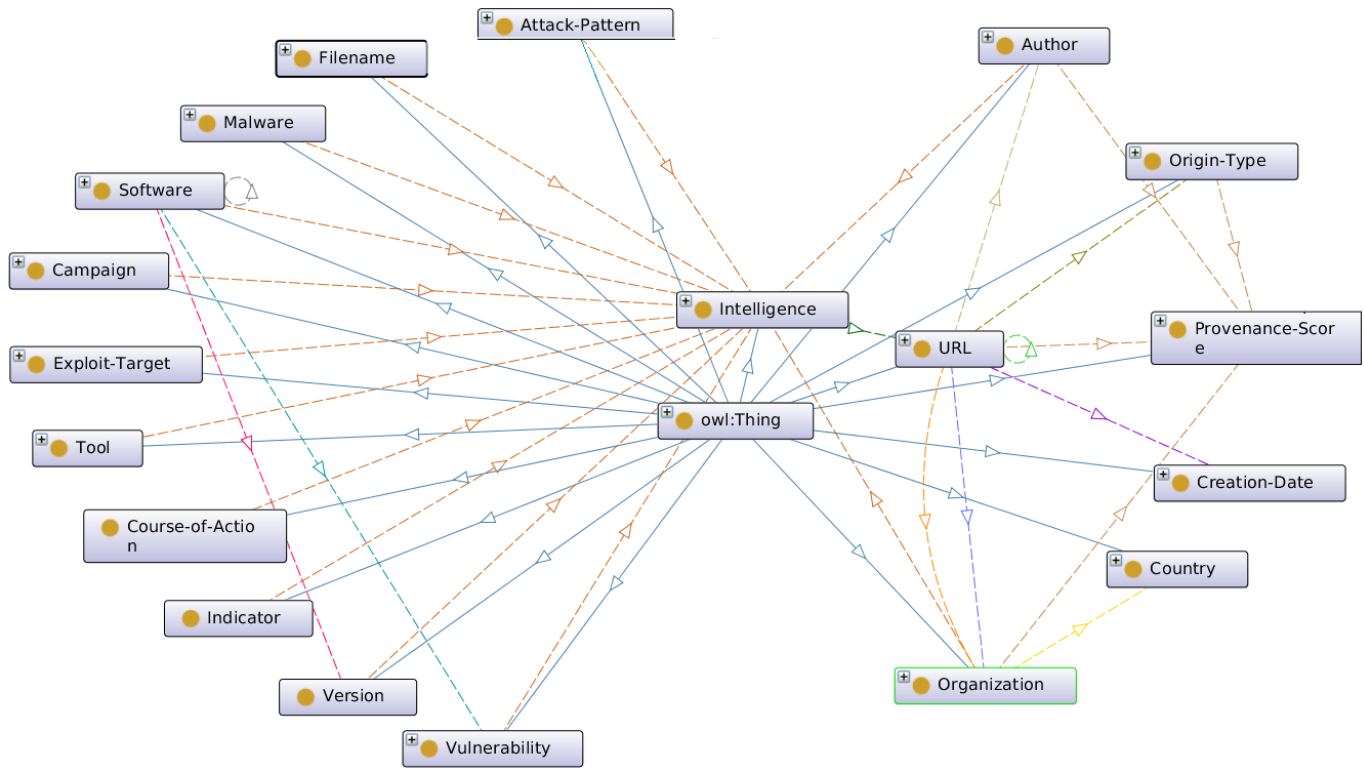 Attack-Pattern
Author
Filename
Malware
Origin-Type
Software
Campaign
Intelligence
Provenance-Scor
e
URL
Exploit-Target
owl:Thing
Tool
Creation-Date
Course-of-Actio
n
Country
Indicator
Organization
Version
Vulnerability